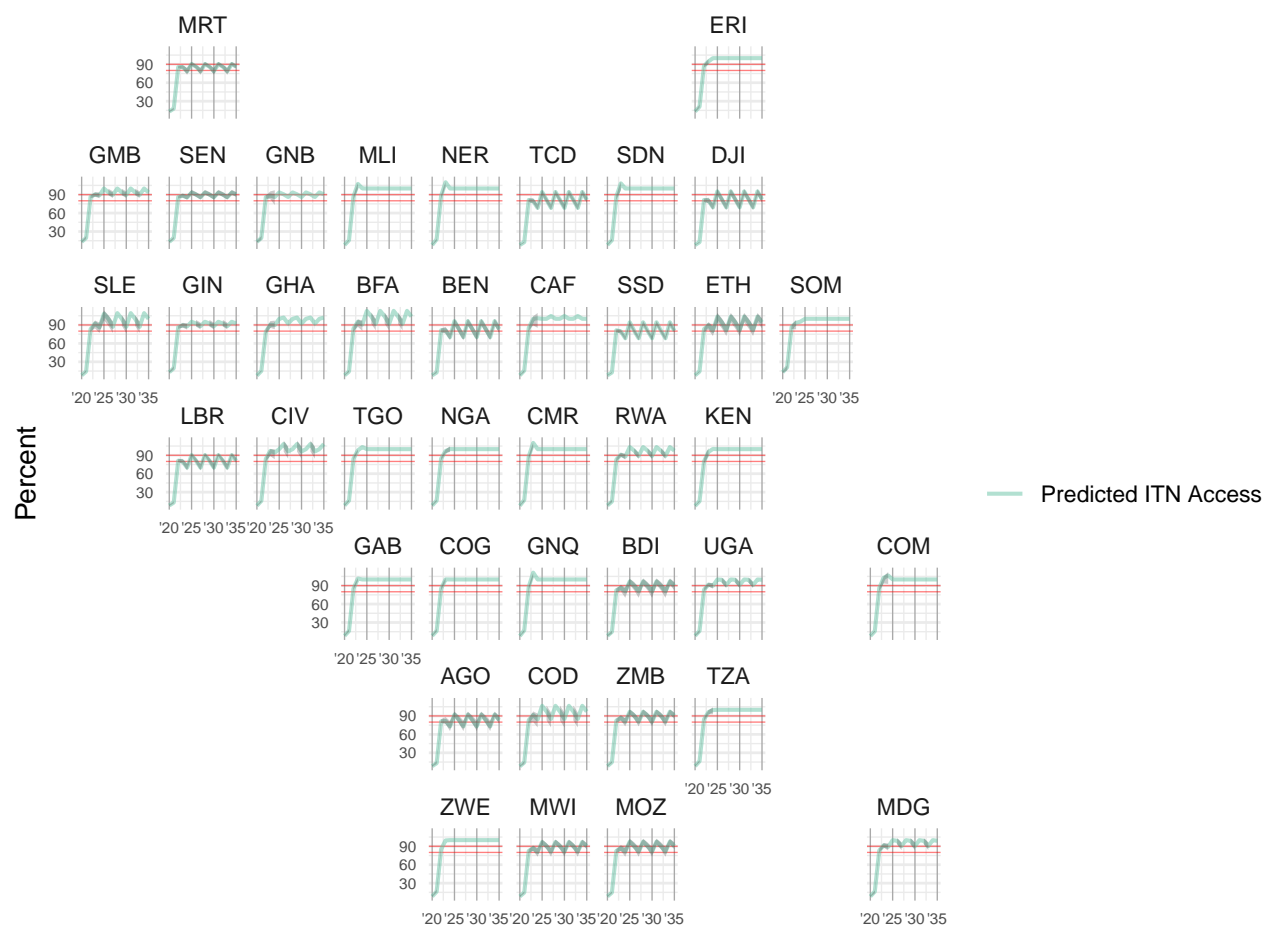 MRT ERI
90
60
30
GMB SEN GNB MLI NER TCD SDN DJI
90
60
30
SLE GIN GHA BFA BEN CAF SSD ETH SOM
90
60
30
'20 '25 '30 '35 '20 '25 '30 '35
LBR CIV TGO NGA CMR RWA KEN
90
60
30
'20 '25 '30 '35 '20 '25 '30 '35
Percent
Predicted ITN Access
GAB COG GNQ BDI UGA COM
90
60
30
'20 '25 '30 '35
AGO COD ZMB TZA
90
60
30
'20 '25 '30 '35
ZWE MWI MOZ MDG
90
60
30
'20 '25 '30 '35 '20 '25 '30 '35 '20 '25 '30 '35 '20 '25 '30 '35